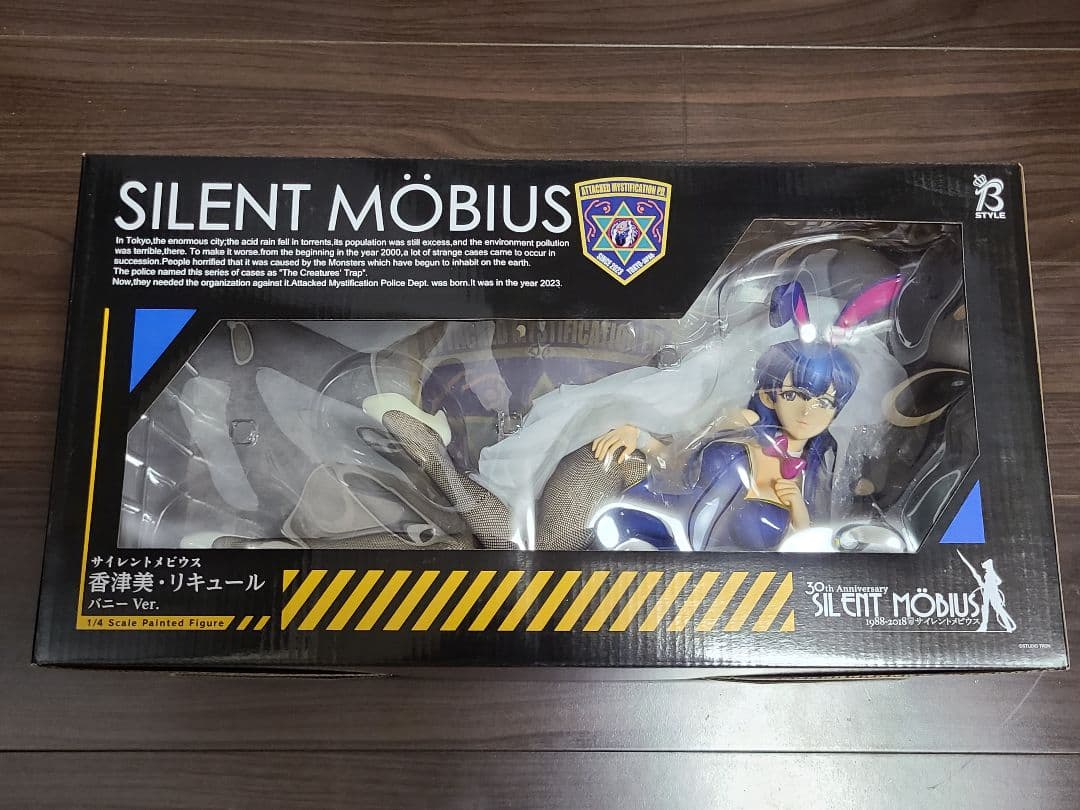 SILENT MÖBIUS
ATTACKED MYSTIFICATION P.D.
SINCE 2023 TOKYO-JAPAN
B
STYLE
In Tokyo,the enormous city;the acid rain fell in torrents,its population was still excess,and the environment pollution
was terrible,there. To make it worse.from the beginning in the year 2000,a lot of strange cases came to occur in
succession.People horrified that it was caused by the Monsters which have begun to inhabit on the earth.
The police named this series of cases as "The Creatures' Trap".
Now,they needed the organization against it.Attacked Mystification Police Dept. was born.It was in the year 2023.
サイレントメビウス
香津美・リキュール
バニー Ver.
1/4 Scale Painted Figure
30th Anniversary
SILENT MÖBIUS
1988-2018 サイレントメビウス
©STUDIO TRON